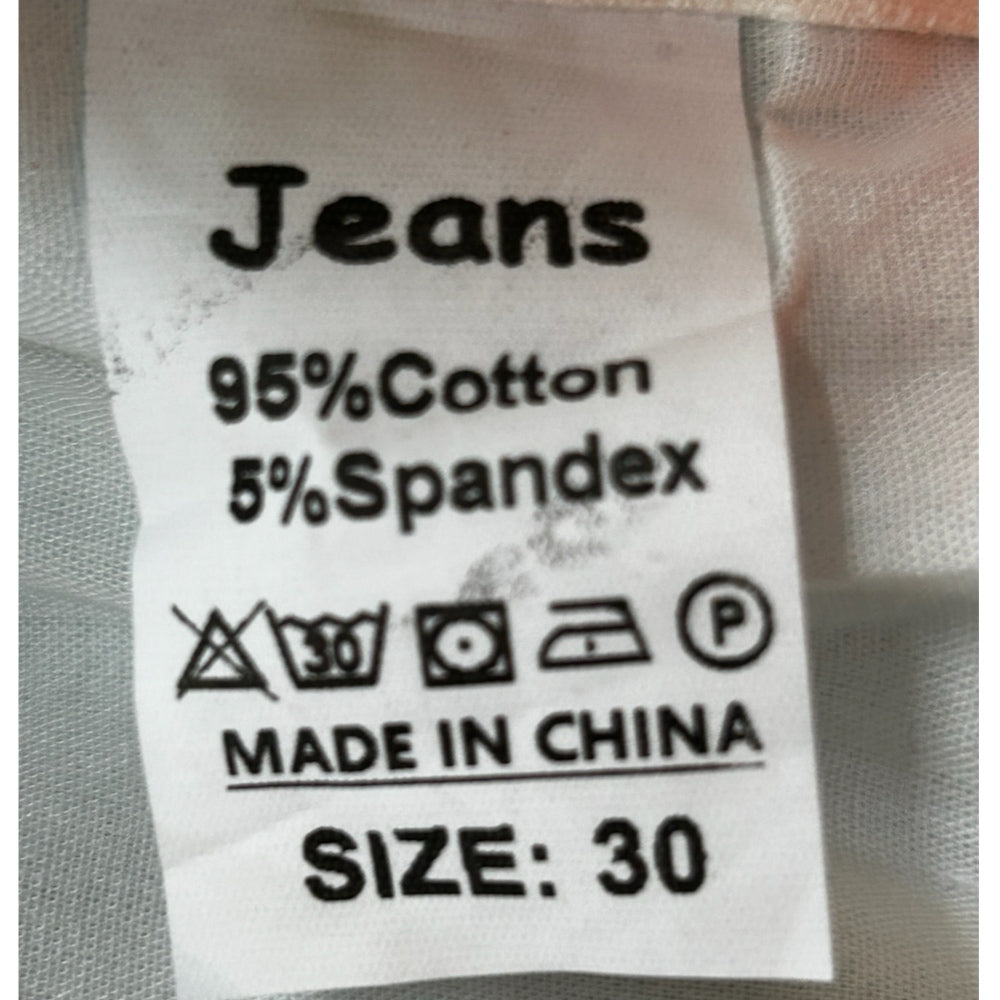 Jeans
95%Cotton
5%Spandex
30 P
MADE IN CHINA
SIZE: 30